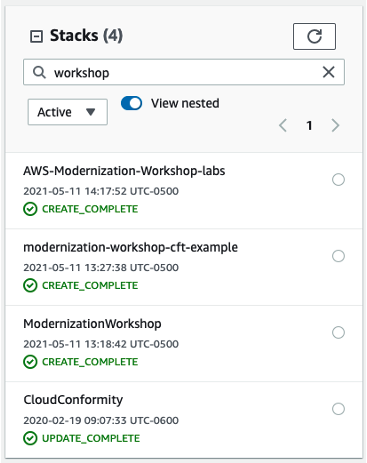 Stacks (4)
workshop
Active
View nested
1
AWS-Modernization-Workshop-labs
2021-05-11 14:17:52 UTC-0500
CREATE_COMPLETE
modernization-workshop-cft-example
2021-05-11 13:27:38 UTC-0500
CREATE_COMPLETE
ModernizationWorkshop
2021-05-11 13:18:42 UTC-0500
CREATE_COMPLETE
CloudConformity
2020-02-19 09:07:33 UTC-0600
UPDATE_COMPLETE